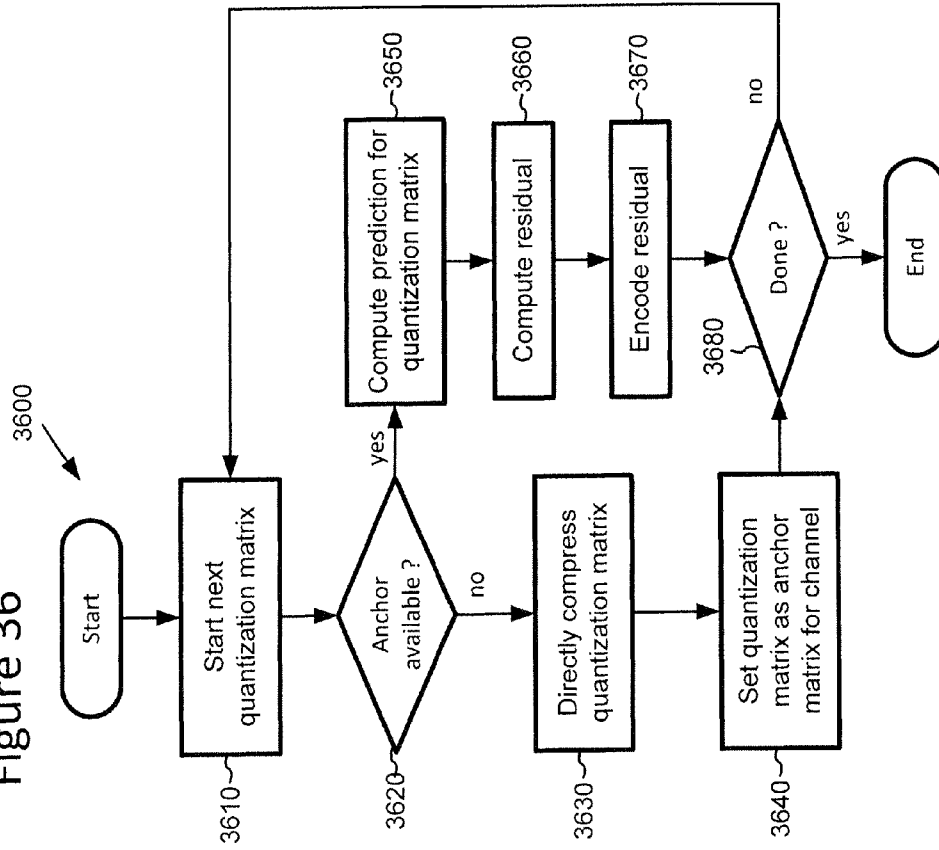 Figure 36
3600
Start
Start next
quantization matrix
3610
Anchor
available ?
3620
yes
no
Directly compress
quantization matrix
3630
Set quantization
matrix as anchor
matrix for channel
3640
Compute prediction for
quantization matrix
3650
Compute residual
3660
Encode residual
3670
Done ?
3680
no
yes
End